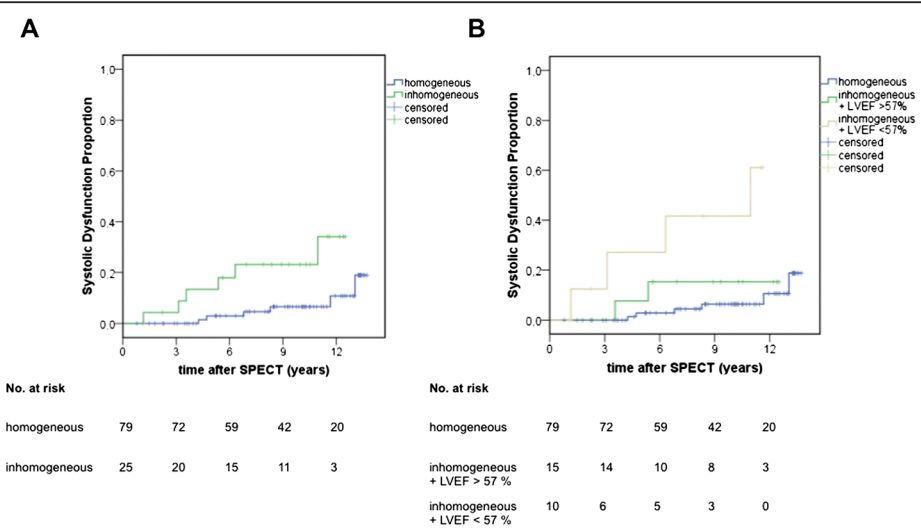 A
Systolic Dysfunction Proportion
1.0
0.8
0.6
0.4
0.2
0.0
0 3 6 9 12
time after SPECT (years)
homogeneous
inhomogeneous
censored
censored
No. at risk
homogeneous 79 72 59 42 20
inhomogeneous 25 20 15 11 3
B
Systolic Dysfunction Proportion
1.0
0.8
0.6
0.4
0.2
0.0
0 3 6 9 12
time after SPECT (years)
homogeneous
inhomogeneous
+ LVEF >57%
inhomogeneous
+ LVEF <57%
censored
censored
censored
No. at risk
homogeneous 79 72 59 42 20
inhomogeneous 15 14 10 8 3
+ LVEF > 57 %
inhomogeneous 10 6 5 3 0
+ LVEF < 57 %